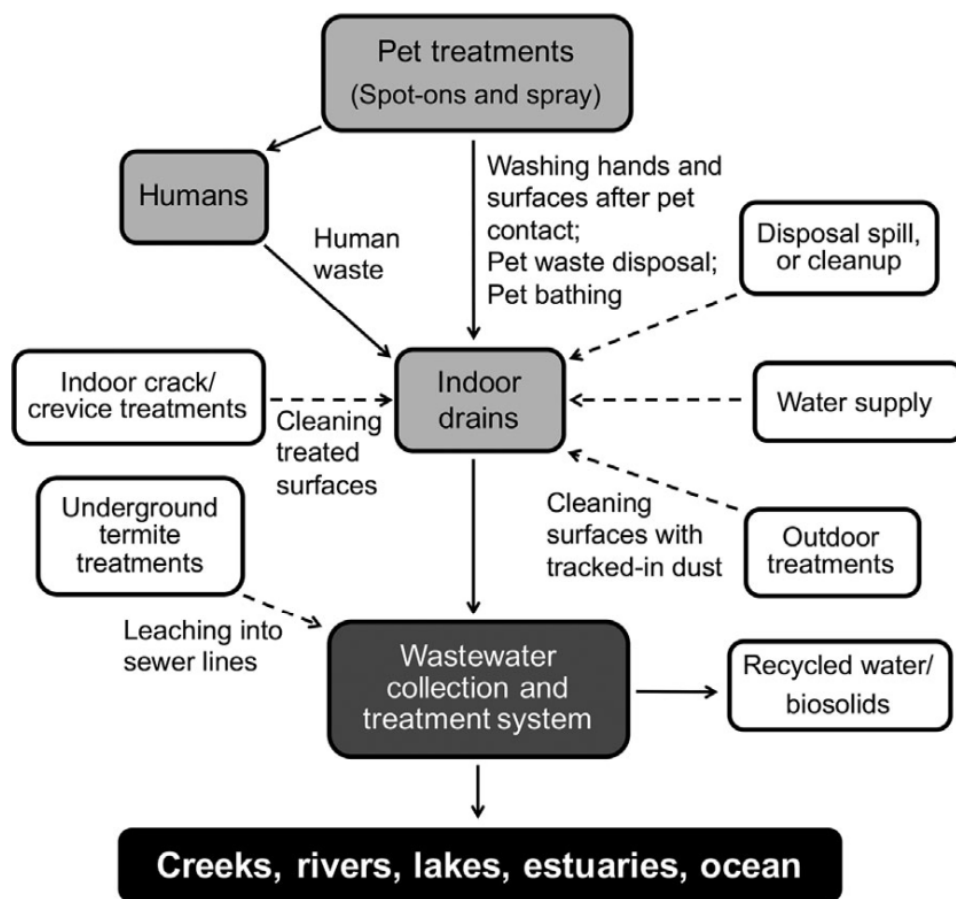 Pet treatments
(Spot-ons and spray)
Humans
Washing hands and
surfaces after pet
contact;
Pet waste disposal;
Pet bathing
Human
waste
Disposal spill,
or cleanup
Indoor crack/
crevice treatments
Indoor
drains
Water supply
Cleaning
treated
surfaces
Underground
termite
treatments
Cleaning
surfaces with
tracked-in dust
Outdoor
treatments
Leaching into
sewer lines
Wastewater
collection and
treatment system
Recycled water/
biosolids
Creeks, rivers, lakes, estuaries, ocean